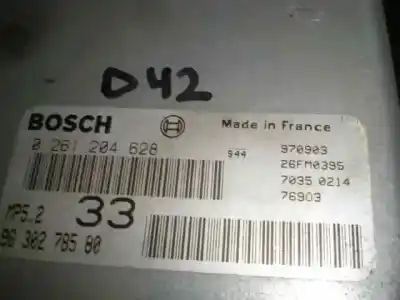 D42
BOSCH
Made in France
0 261 204 628
944
970903
26FM0395
7035 0214
76903
MP5.2
33
96 302 785 80